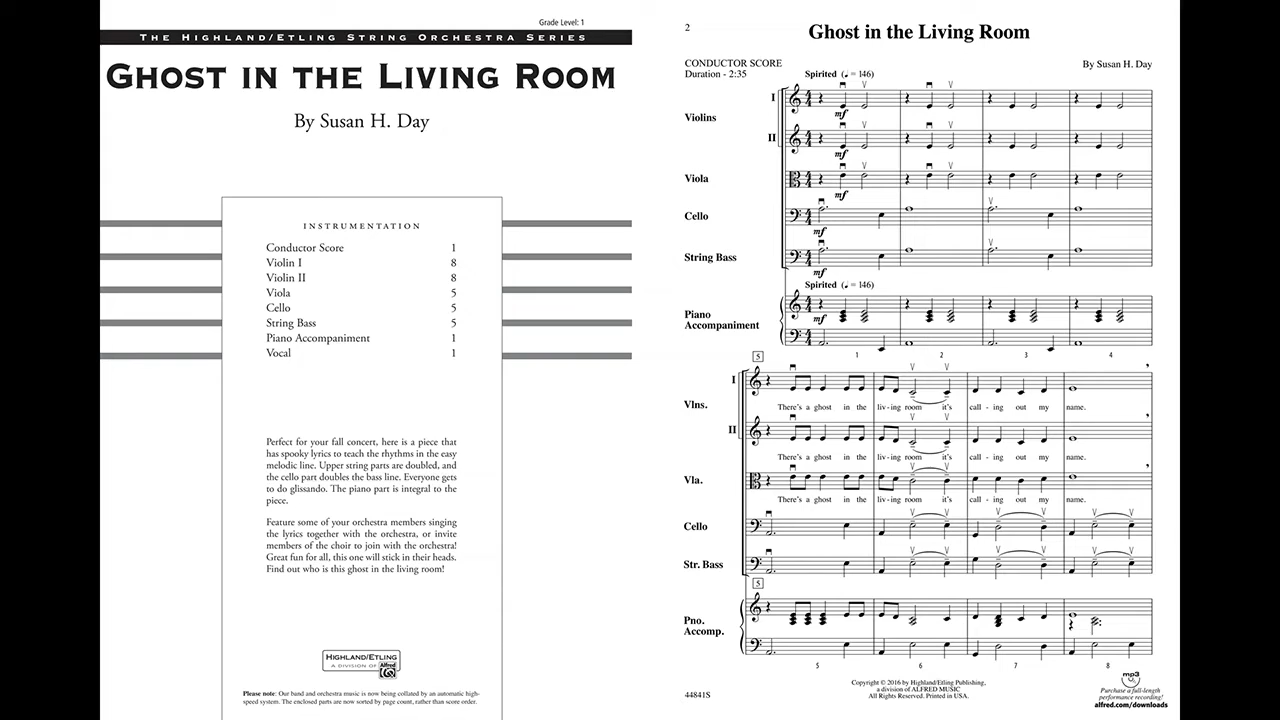 Grade Level: 1
THE HIGHLAND/ETLING STRING ORCHESTRA SERIES
GHOST IN THE LIVING ROOM
By Susan H. Day
INSTRUMENTATION
Conductor Score 1
Violin I 8
Violin II 8
Viola 5
Cello 5
String Bass 5
Piano Accompaniment 1
Vocal 1
Perfect for your fall concert, here is a piece that
has spooky lyrics to teach the rhythms in the easy
melodic line. Upper string parts are doubled, and
the cello part doubles the bass line. Everyone gets
to do glissando. The piano part is integral to the
piece.
Feature some of your orchestra members singing
the lyrics together with the orchestra, or invite
members of the choir to join with the orchestra!
Great fun for all, this one will stick in their heads.
Find out who is this ghost in the living room!
HIGHLAND/ETLING
A DIVISION OF Alfred
Please note: Our band and orchestra music is now being collated by an automatic high-
speed system. The enclosed parts are now sorted by page count, rather than score order.
2
Ghost in the Living Room
CONDUCTOR SCORE
Duration - 2:35
By Susan H. Day
Spirited (♩ = 146)
Violins
I
mf
II
mf
Viola
mf
Cello
mf
String Bass
mf
Spirited (♩ = 146)
Piano
Accompaniment
mf
1 2 3 4
5
Vlns.
I
There's a ghost in the liv - ing room it's call - ing out my name.
II
There's a ghost in the liv - ing room it's call - ing out my name.
Vla.
There's a ghost in the liv - ing room it's call - ing out my name.
Cello
Str. Bass
5
Pno.
Accomp.
5 6 7 8
44841S
Copyright © 2016 by Highland/Etling Publishing,
a division of ALFRED MUSIC
All Rights Reserved. Printed in USA.
mp3
Purchase a full-length
performance recording!
alfred.com/downloads